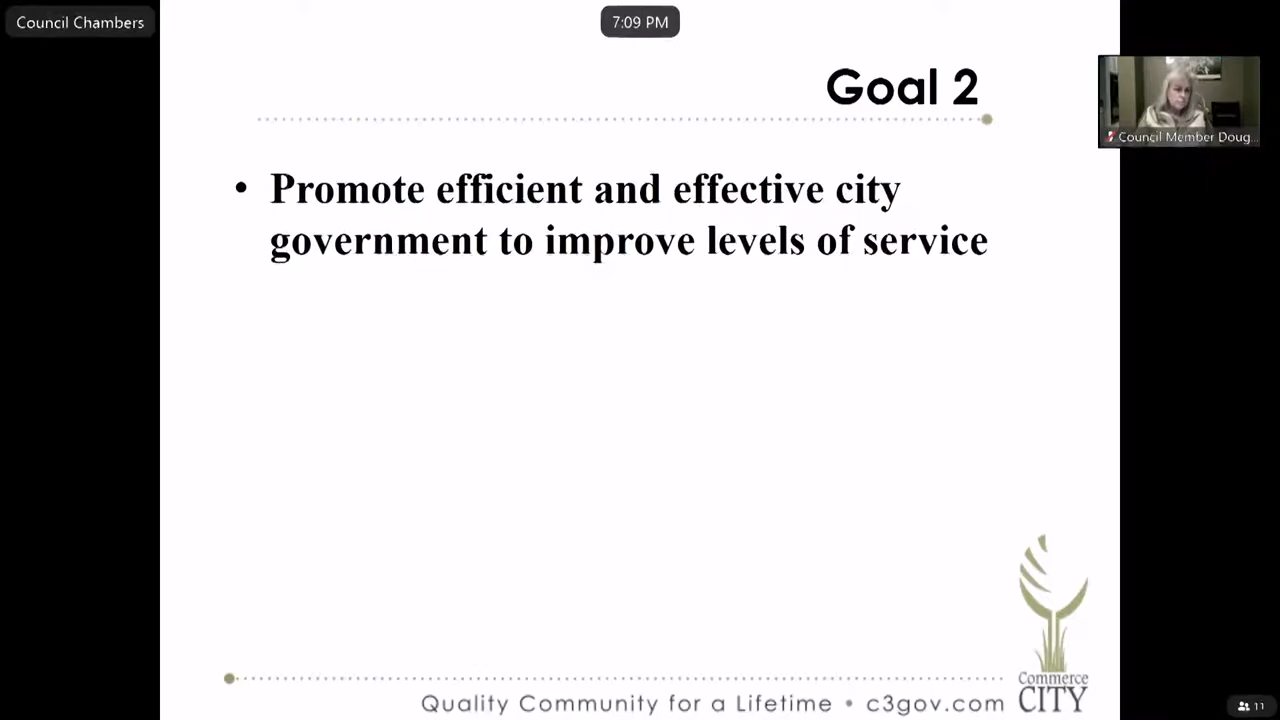 Council Chambers
7:09 PM
Goal 2
Council Member Doug...
• Promote efficient and effective city
government to improve levels of service
Commerce
CITY
Quality Community for a Lifetime • c3gov.com
11